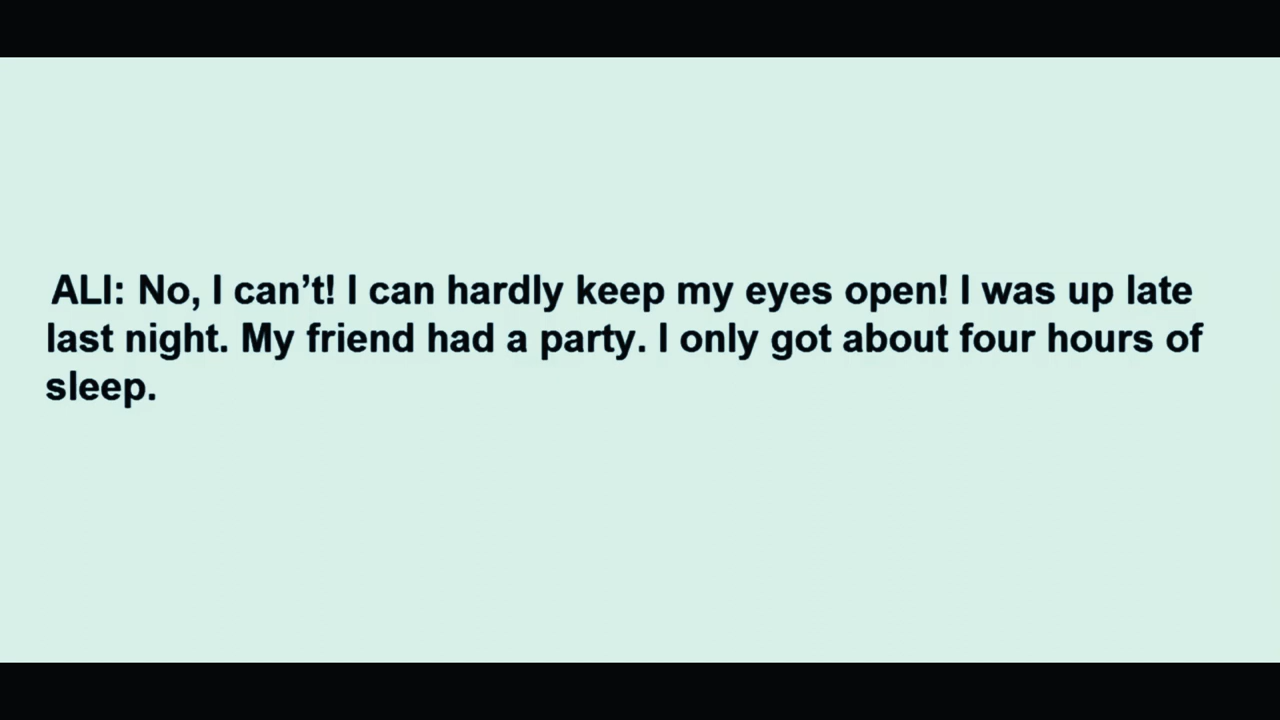 ALI: No, I can’t! I can hardly keep my eyes open! I was up late
last night. My friend had a party. I only got about four hours of
sleep.